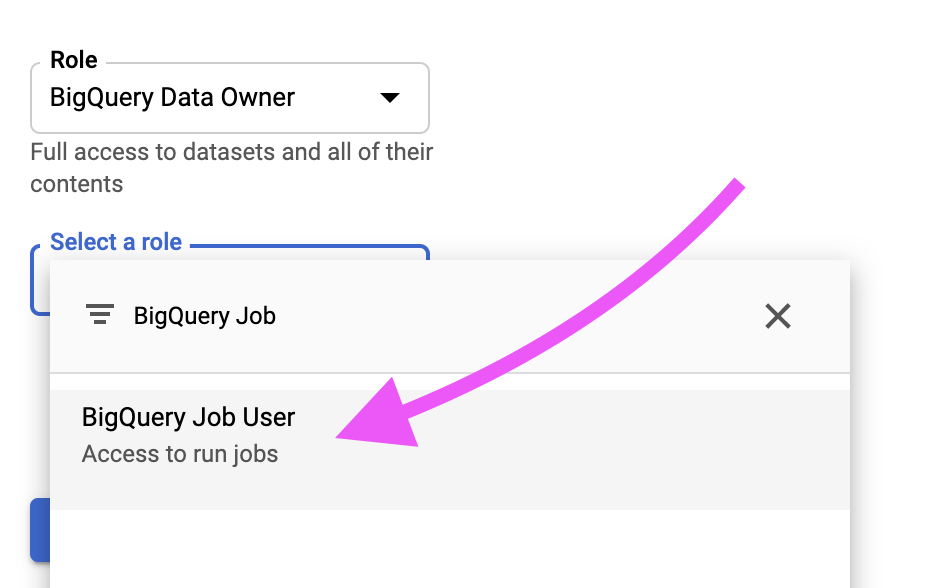 Role
BigQuery Data Owner
Full access to datasets and all of their
contents
Select a role
BigQuery Job
BigQuery Job User
Access to run jobs